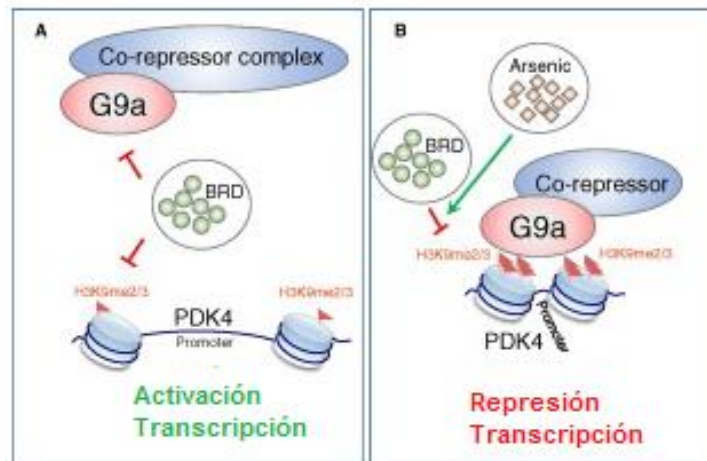 A
Co-repressor complex
G9a
BRD
H3K9me2/3
H3K9me2/3
PDK4
Promoter
Activación
Transcripción
B
Arsenic
BRD
Co-repressor
G9a
H3K9me2/3
H3K9me2/3
PDK4
Promoter
Represión
Transcripción